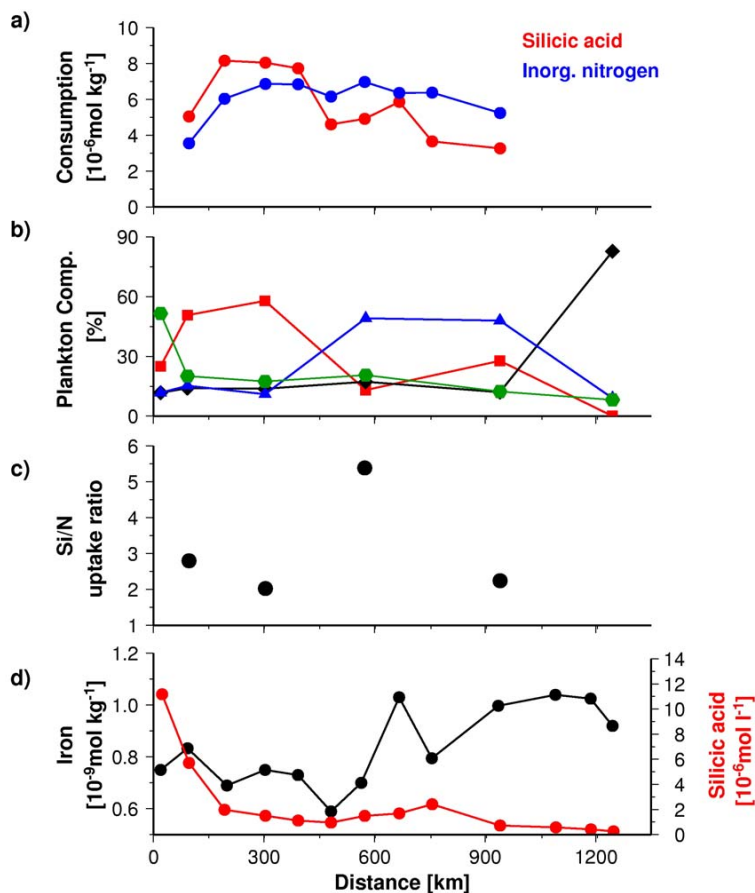 a)
Consumption
[10⁻⁶mol kg⁻¹]
10
8
6
4
2
0
Silicic acid
Inorg. nitrogen
b)
Plankton Comp.
[%]
90
60
30
0
c)
Si/N
uptake ratio
6
5
4
3
2
1
d)
Iron
[10⁻⁹mol kg⁻¹]
1.2
1.0
0.8
0.6
14
12
10
8
6
4
2
0
Silicic acid
[10⁻⁶mol l⁻¹]
0 300 600 900 1200
Distance [km]